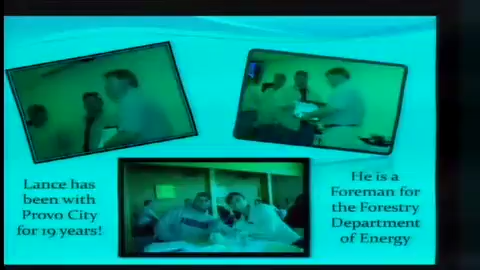 Lance has
been with
Provo City
for 19 years!
He is a
Foreman for
the Forestry
Department
of Energy